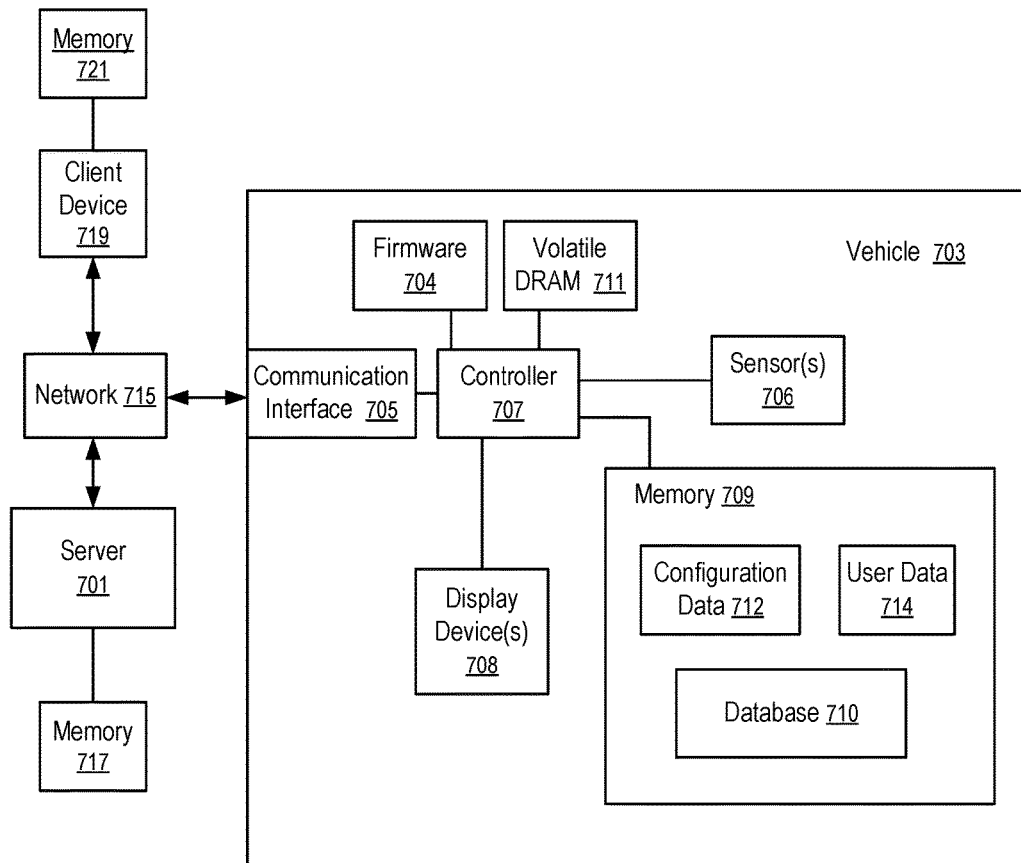 Memory
721
Client
Device
719
Network 715
Server
701
Memory
717
Vehicle 703
Firmware
704
Volatile
DRAM 711
Communication
Interface 705
Controller
707
Sensor(s)
706
Display
Device(s)
708
Memory 709
Configuration
Data 712
User Data
714
Database 710